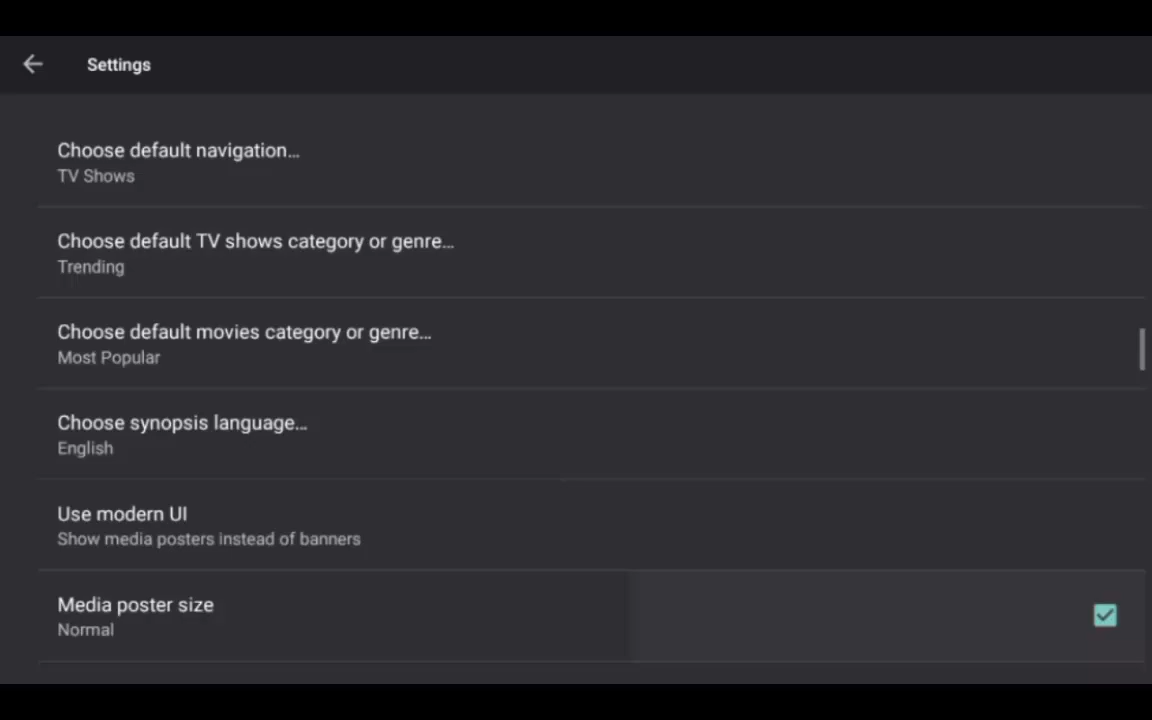 Settings
Choose default navigation…
TV Shows
Choose default TV shows category or genre…
Trending
Choose default movies category or genre…
Most Popular
Choose synopsis language…
English
Use modern UI
Show media posters instead of banners
Media poster size
Normal